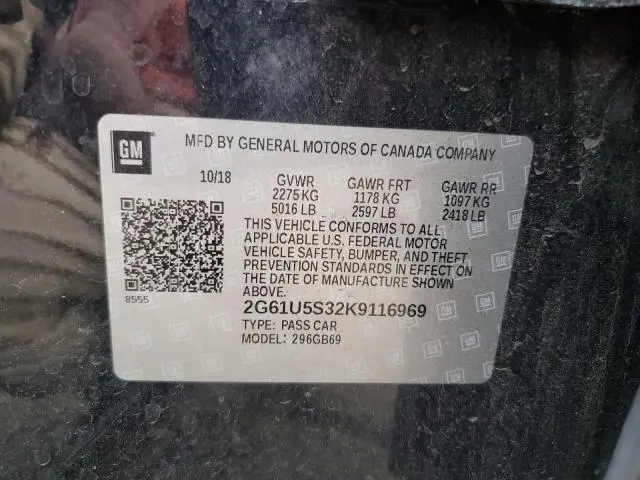 GM
MFD BY GENERAL MOTORS OF CANADA COMPANY
10/18 GVWR GAWR FRT GAWR RR
2275 KG 1178 KG 1097 KG
5016 LB 2597 LB 2418 LB
THIS VEHICLE CONFORMS TO ALL
APPLICABLE U.S. FEDERAL MOTOR
VEHICLE SAFETY, BUMPER, AND THEFT
PREVENTION STANDARDS IN EFFECT ON
THE DATE OF MANUFACTURE SHOWN
ABOVE.
8555
2G61U5S32K9116969
TYPE: PASS CAR
MODEL: 296GB69